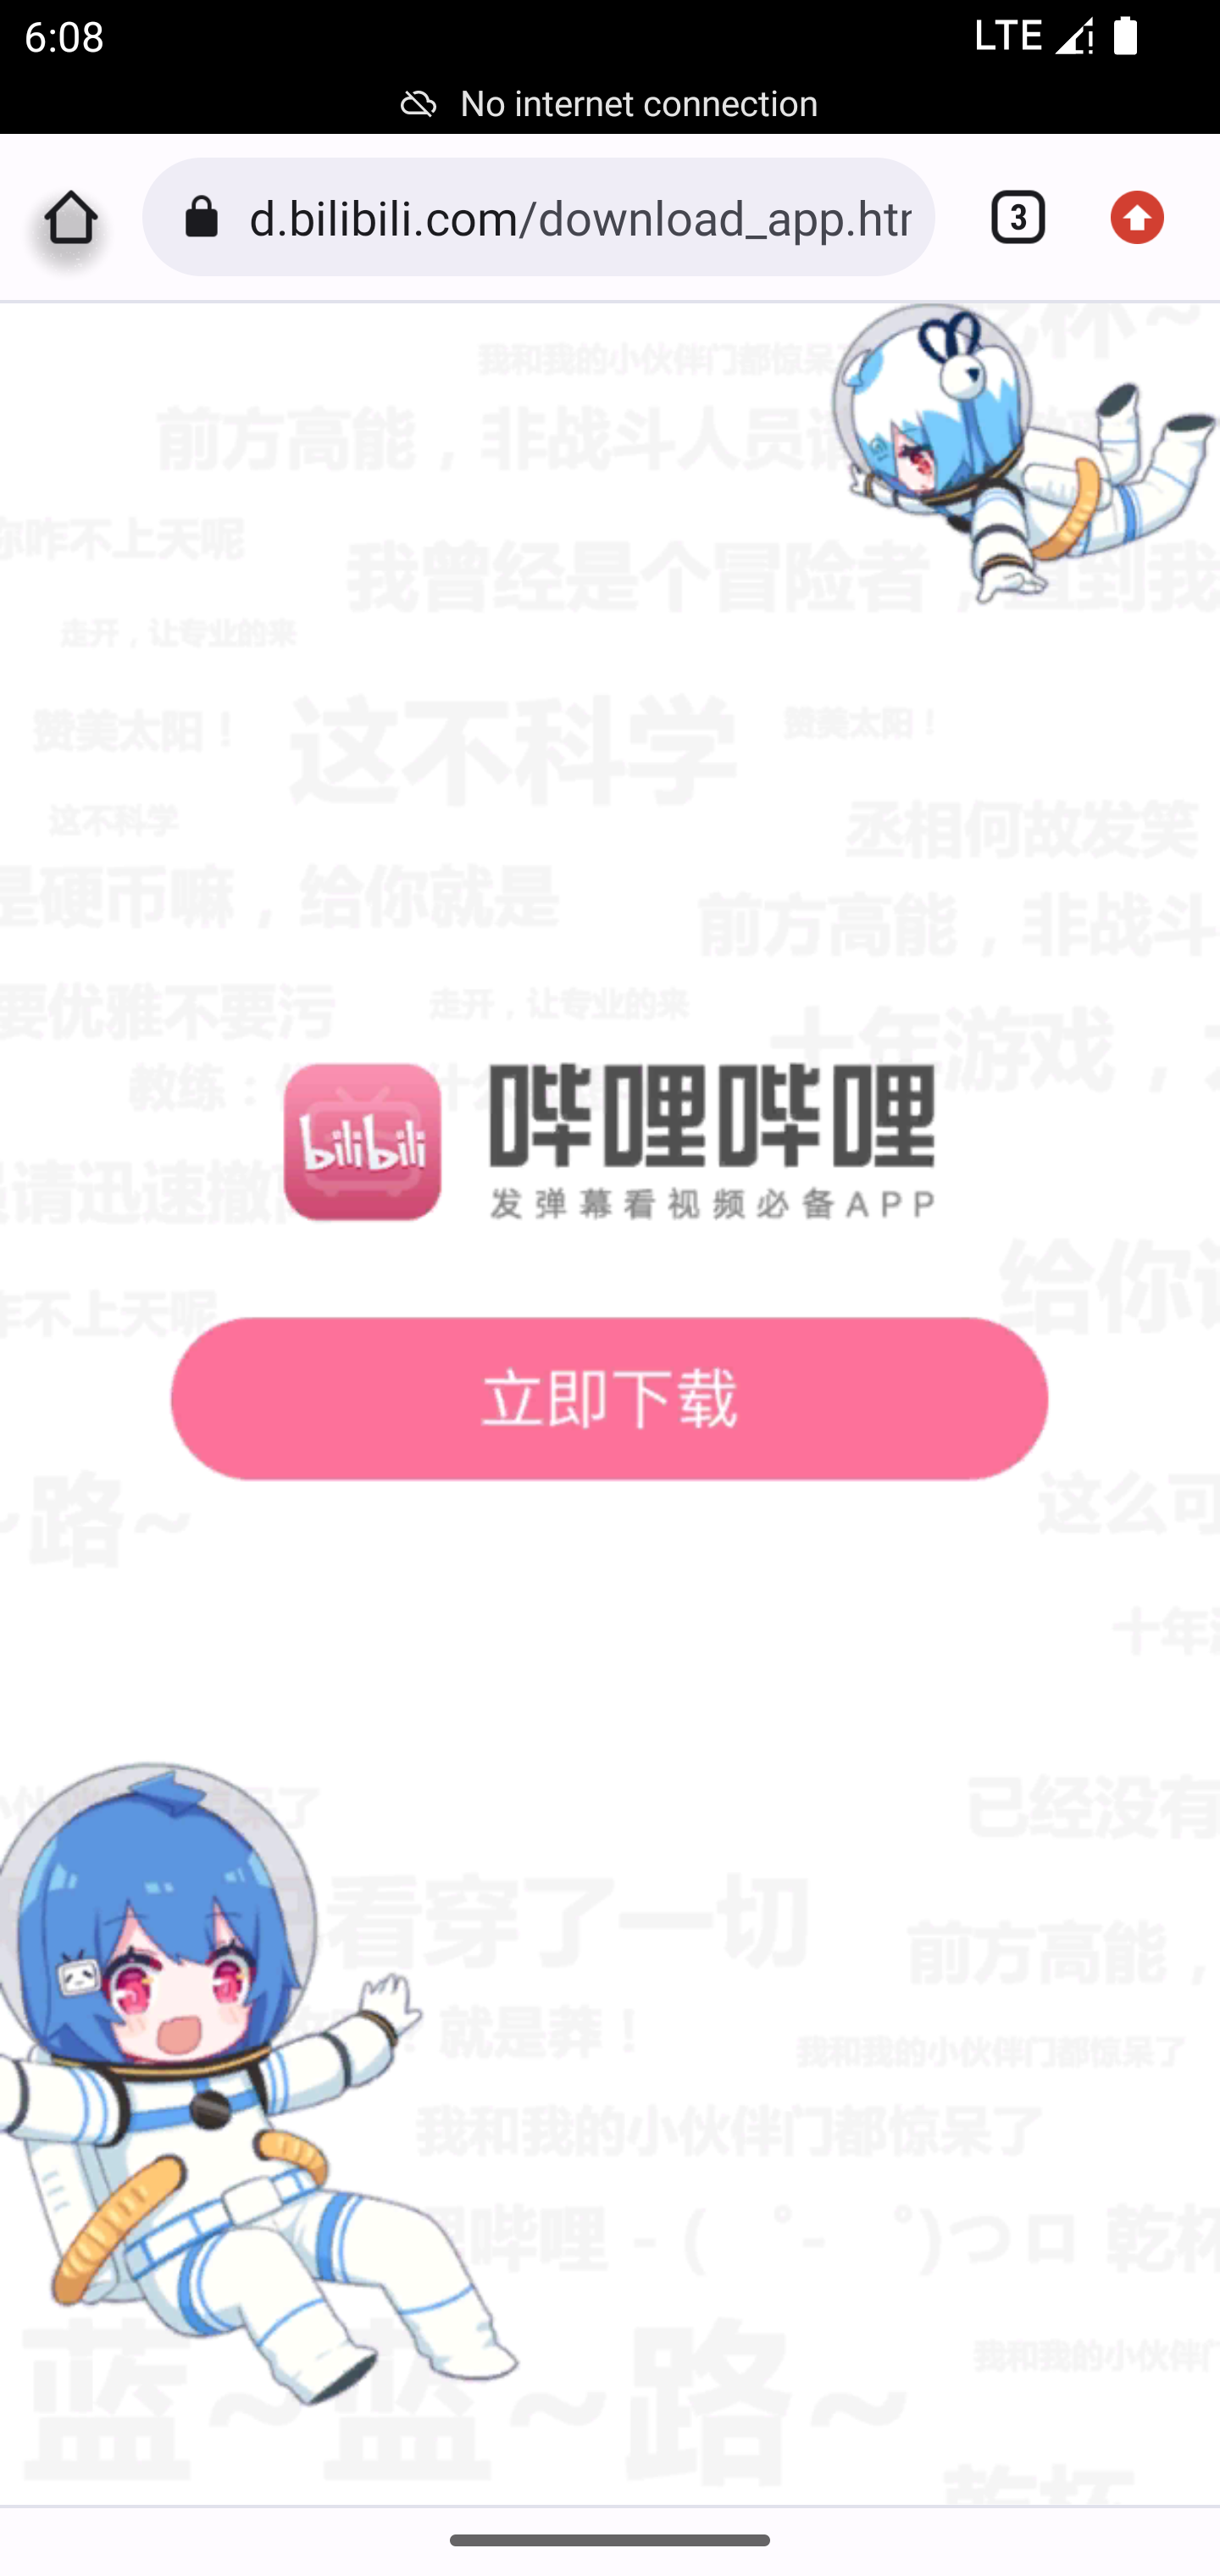 6:08
LTE
No internet connection
d.bilibili.com/download_app.htm
3
我和我的小伙伴门都惊呆
前方高能，非战斗人员请
你咋不上天呢
我曾经是个冒险者，直到我
走开，让专业的来
赞美太阳！
这不科学
赞美太阳！
这不科学
丞相何故发笑
是硬币嘛，给你就是
前方高能，非战斗
要优雅不要污
走开，让专业的来
十年游戏，
教练：
bilibili
哔哩哔哩
发弹幕看视频必备APP
员请迅速撤
给你
咋不上天呢
立即下载
~路~
这么可
十年
已经没有
看穿了一切
前方高能，
就是莽！
我和我的小伙伴门都惊呆了
我和我的小伙伴门都惊呆了
哔哩 -( ゜- ゜)つロ 乾杯
我和我的小伙伴门
蓝~蓝~路~
乾杯